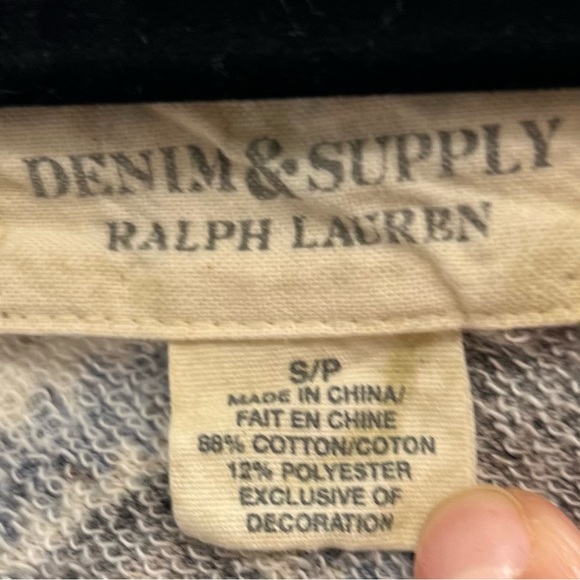 DENIM & SUPPLY
RALPH LAUREN
S/P
MADE IN CHINA/
FAIT EN CHINE
88% COTTON/COTON
12% POLYESTER
EXCLUSIVE OF
DECORATION